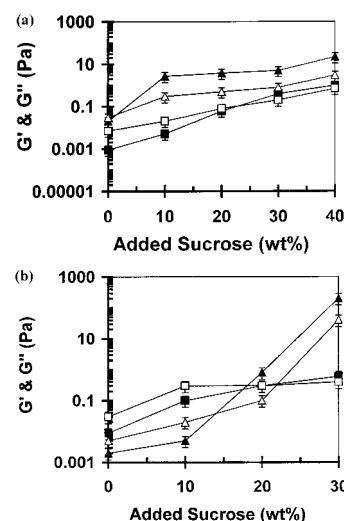 (a)
G' & G" (Pa)
1000
10
0.1
0.001
0.00001
0 10 20 30 40
Added Sucrose (wt%)
(b)
G' & G" (Pa)
1000
10
0.1
0.001
0 10 20 30
Added Sucrose (wt%)